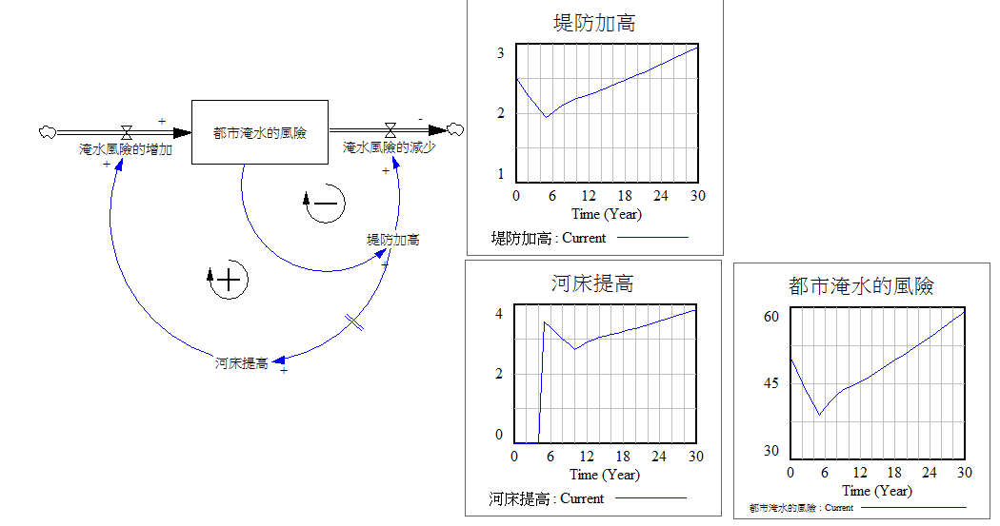 都市淹水的風險
淹水風險的增加
淹水風險的減少
堤防加高
河床提高
+
-
+
+
+
+
堤防加高
3
2
1
0 6 12 18 24 30
Time (Year)
堤防加高 : Current
河床提高
4
2
0
0 6 12 18 24 30
Time (Year)
河床提高 : Current
都市淹水的風險
60
45
30
0 6 12 18 24 30
Time (Year)
都市淹水的風險 : Current